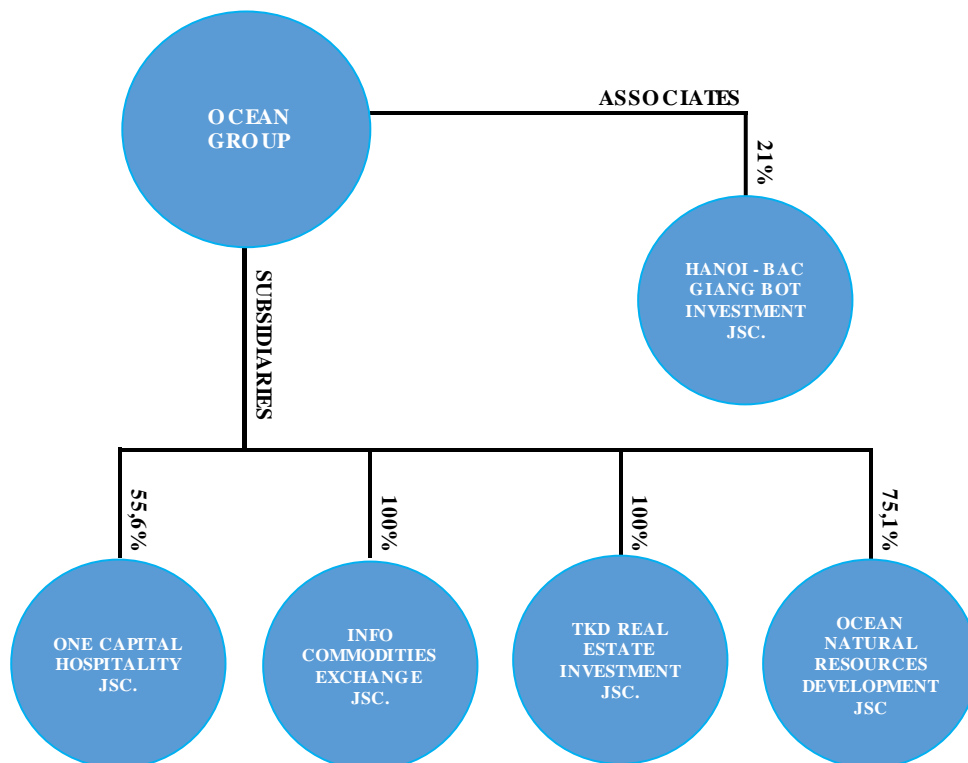 OCEAN
GROUP
ASSOCIATES
21%
HANOI - BAC
GIANG BOT
INVESTMENT
JSC.
SUBSIDIARIES
55,6%
100%
100%
75,1%
ONE CAPITAL
HOSPITALITY
JSC.
INFO
COMMODITIES
EXCHANGE
JSC.
TKD REAL
ESTATE
INVESTMENT
JSC.
OCEAN
NATURAL
RESOURCES
DEVELOPMENT
JSC